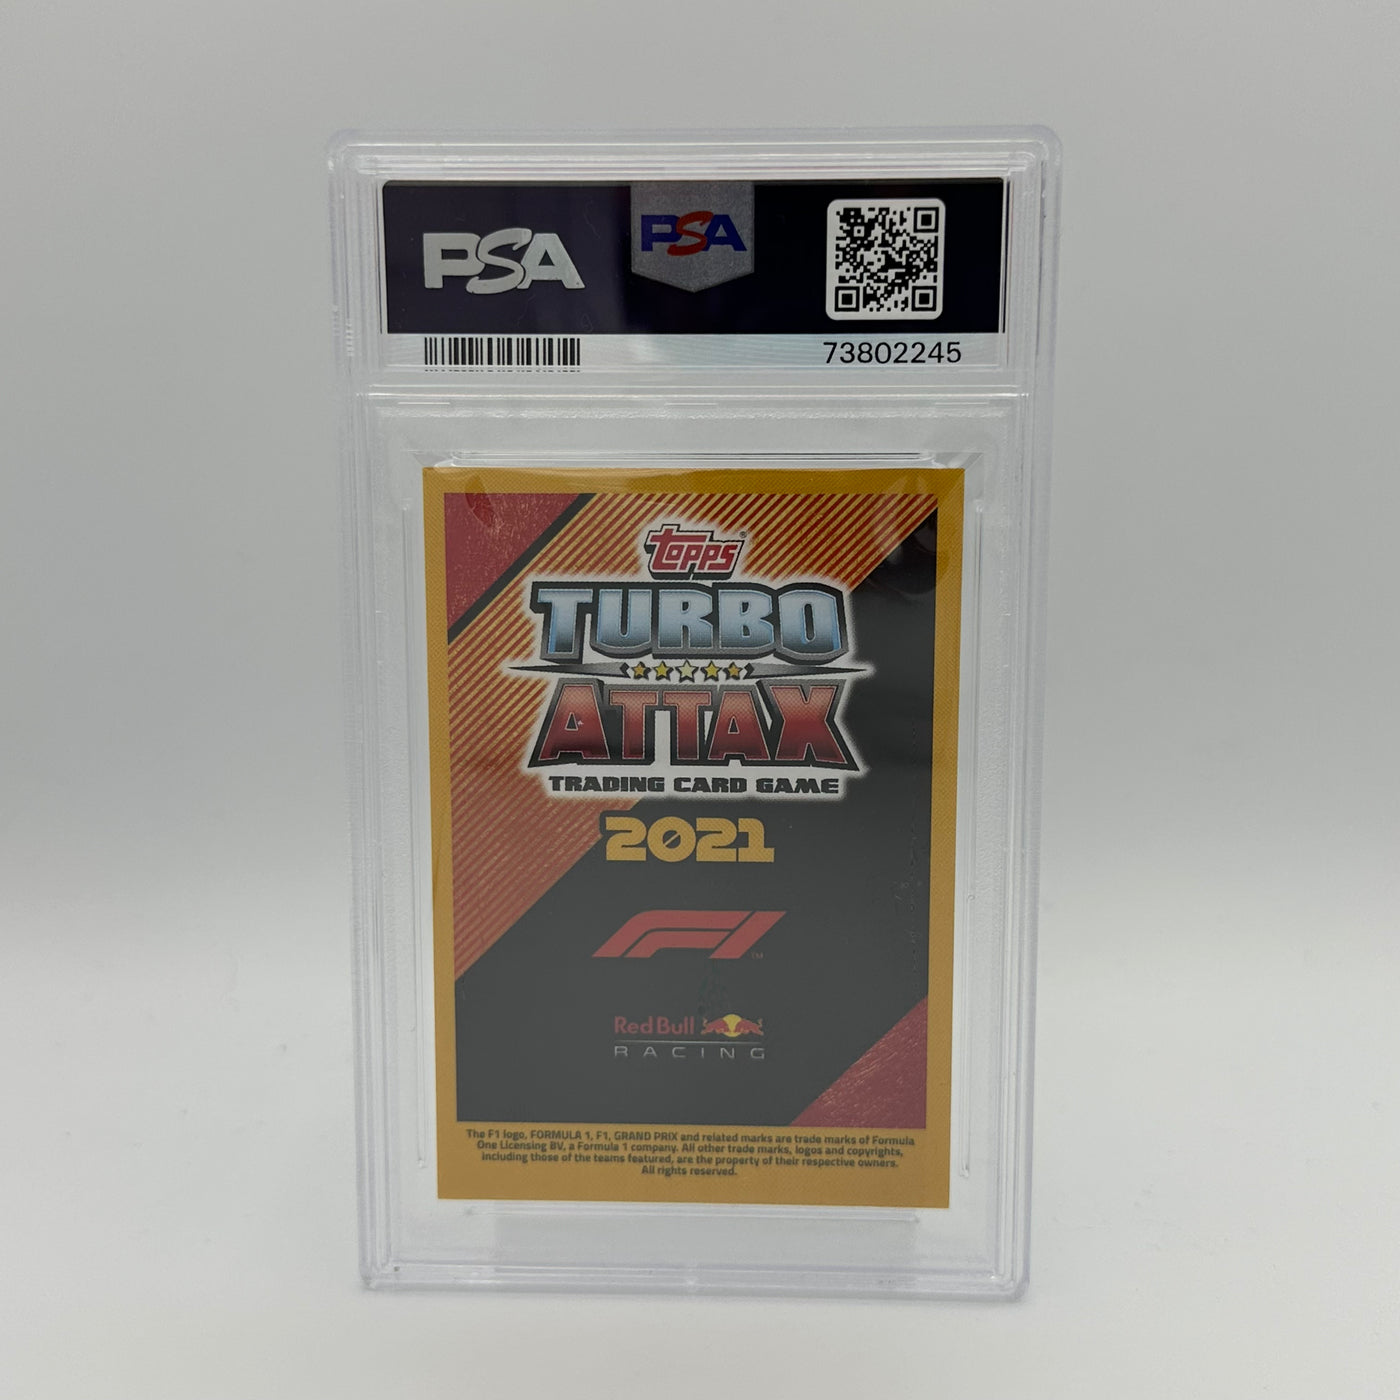 PSA
PSA
73802245
Topps®
TURBO
ATTAX
TRADING CARD GAME
2021
F1™
Red Bull
RACING
The F1 logo, FORMULA 1, F1, GRAND PRIX and related marks are trade marks of Formula
One Licensing BV, a Formula 1 company. All other trade marks, logos and copyrights,
including those of the teams featured, are the property of their respective owners.
All rights reserved.